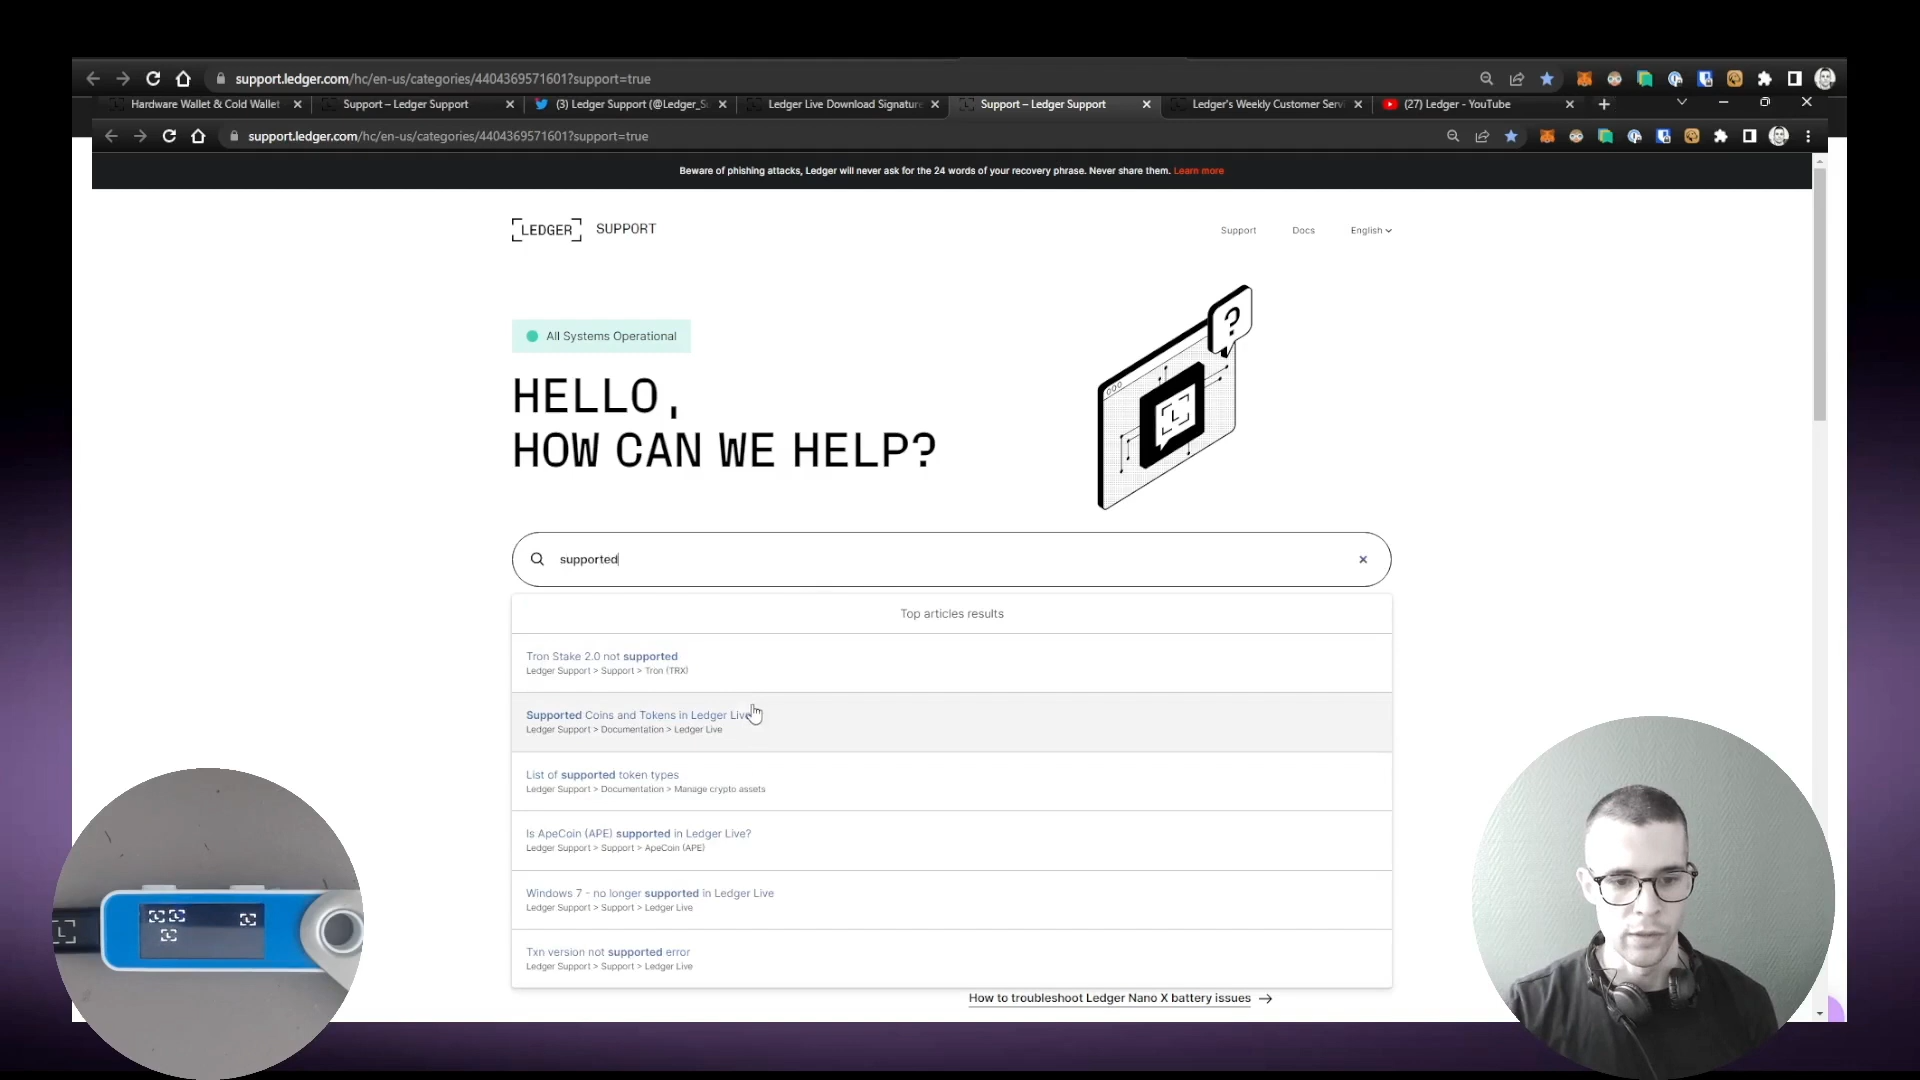 support.ledger.com/hc/en-us/categories/4404369571601?support=true
Hardware Wallet & Cold Wallet
Support – Ledger Support
(3) Ledger Support (@Ledger_S
Ledger Live Download Signature
Support – Ledger Support
Ledger's Weekly Customer Servi
(27) Ledger - YouTube
support.ledger.com/hc/en-us/categories/4404369571601?support=true
Beware of phishing attacks, Ledger will never ask for the 24 words of your recovery phrase. Never share them. Learn more
LEDGER SUPPORT
Support
Docs
English
All Systems Operational
HELLO,
HOW CAN WE HELP?
?
supported
Top articles results
Tron Stake 2.0 not supported
Ledger Support > Support > Tron (TRX)
Supported Coins and Tokens in Ledger Live
Ledger Support > Documentation > Ledger Live
List of supported token types
Ledger Support > Documentation > Manage crypto assets
Is ApeCoin (APE) supported in Ledger Live?
Ledger Support > Support > ApeCoin (APE)
Windows 7 - no longer supported in Ledger Live
Ledger Support > Support > Ledger Live
Txn version not supported error
Ledger Support > Support > Ledger Live
How to troubleshoot Ledger Nano X battery issues